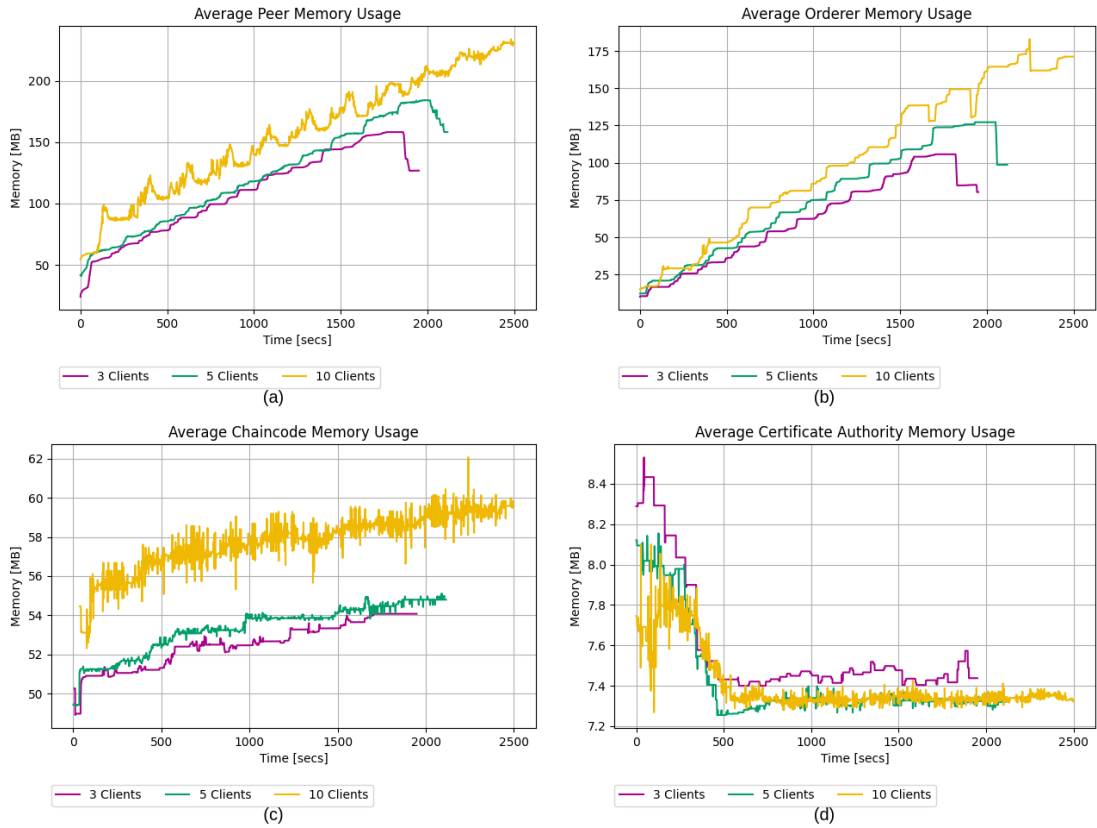 Average Peer Memory Usage
Memory [MB]
200
150
100
50
0 500 1000 1500 2000 2500
Time [secs]
3 Clients 5 Clients 10 Clients
(a)
Average Orderer Memory Usage
Memory [MB]
175
150
125
100
75
50
25
0 500 1000 1500 2000 2500
Time [secs]
3 Clients 5 Clients 10 Clients
(b)
Average Chaincode Memory Usage
Memory [MB]
62
60
58
56
54
52
50
0 500 1000 1500 2000 2500
Time [secs]
3 Clients 5 Clients 10 Clients
(c)
Average Certificate Authority Memory Usage
Memory [MB]
8.4
8.2
8.0
7.8
7.6
7.4
7.2
0 500 1000 1500 2000 2500
Time [secs]
3 Clients 5 Clients 10 Clients
(d)